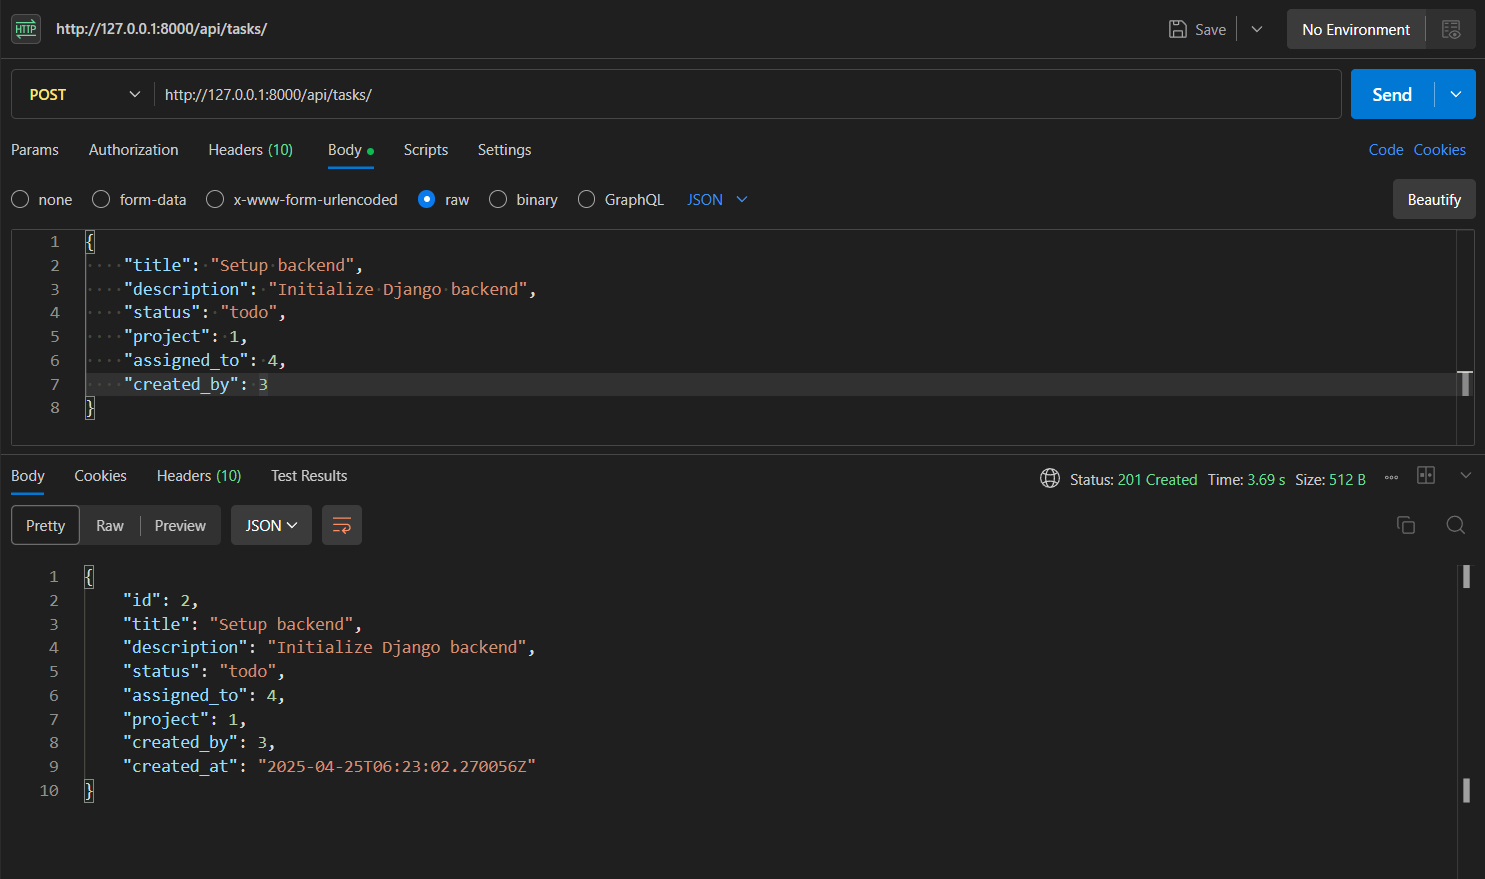 HTTP http://127.0.0.1:8000/api/tasks/ Save No Environment
POST http://127.0.0.1:8000/api/tasks/ Send
Params Authorization Headers (10) Body Scripts Settings Code Cookies
none form-data x-www-form-urlencoded raw binary GraphQL JSON Beautify
1 {
2 "title": "Setup backend",
3 "description": "Initialize Django backend",
4 "status": "todo",
5 "project": 1,
6 "assigned_to": 4,
7 "created_by": 3
8 }
Body Cookies Headers (10) Test Results Status: 201 Created Time: 3.69 s Size: 512 B
Pretty Raw Preview JSON
1 {
2 "id": 2,
3 "title": "Setup backend",
4 "description": "Initialize Django backend",
5 "status": "todo",
6 "assigned_to": 4,
7 "project": 1,
8 "created_by": 3,
9 "created_at": "2025-04-25T06:23:02.270056Z"
10 }